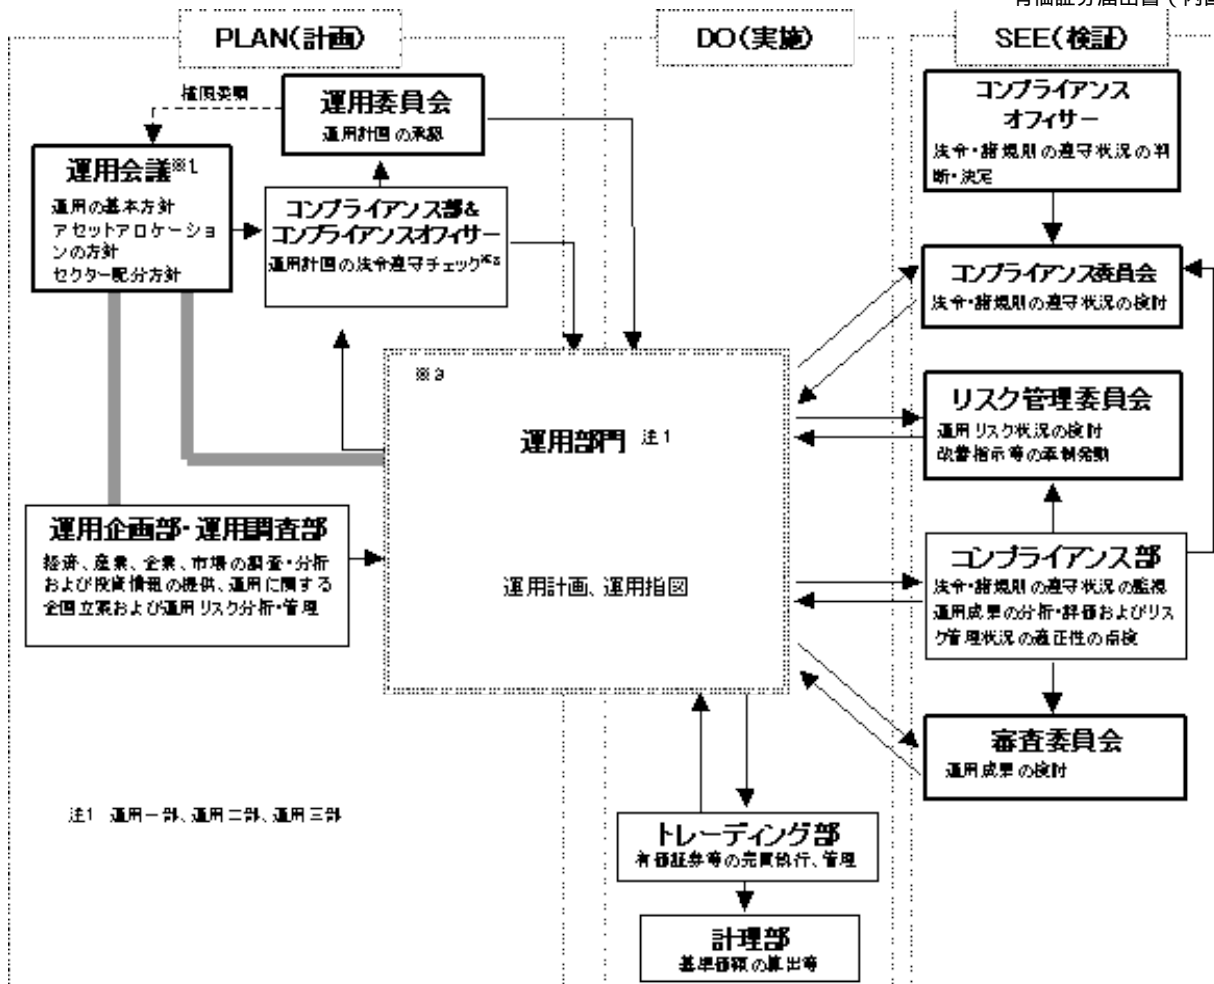 有価証券届出書（内国
PLAN(計画)
DO(実施)
SEE(検証)
権限委嘱
運用委員会
運用計画の承認
運用会議※1
運用の基本方針
アセットアロケーショ
ンの方針
セクター配分方針
コンプライアンス部&
コンプライアンスオフィサー
運用計画の法令遵守チェック※2
※3
運用部門 注1
運用計画、運用指図
運用企画部・運用調査部
経済、産業、企業、市場の調査・分析
および投資情報の提供、運用に関する
企画立案および運用リスク分析・管理
注1 運用一部、運用二部、運用三部
トレーディング部
有価証券等の売買執行、管理
計理部
基準価額の算出等
コンプライアンス
オフィサー
法令・諸規則の遵守状況の判
断・決定
コンプライアンス委員会
法令・諸規則の遵守状況の検討
リスク管理委員会
運用リスク状況の検討
改善指示等の牽制発動
コンプライアンス部
法令・諸規則の遵守状況の監視
運用成果の分析・評価およびリス
ク管理状況の適正性の点検
審査委員会
運用成果の検討